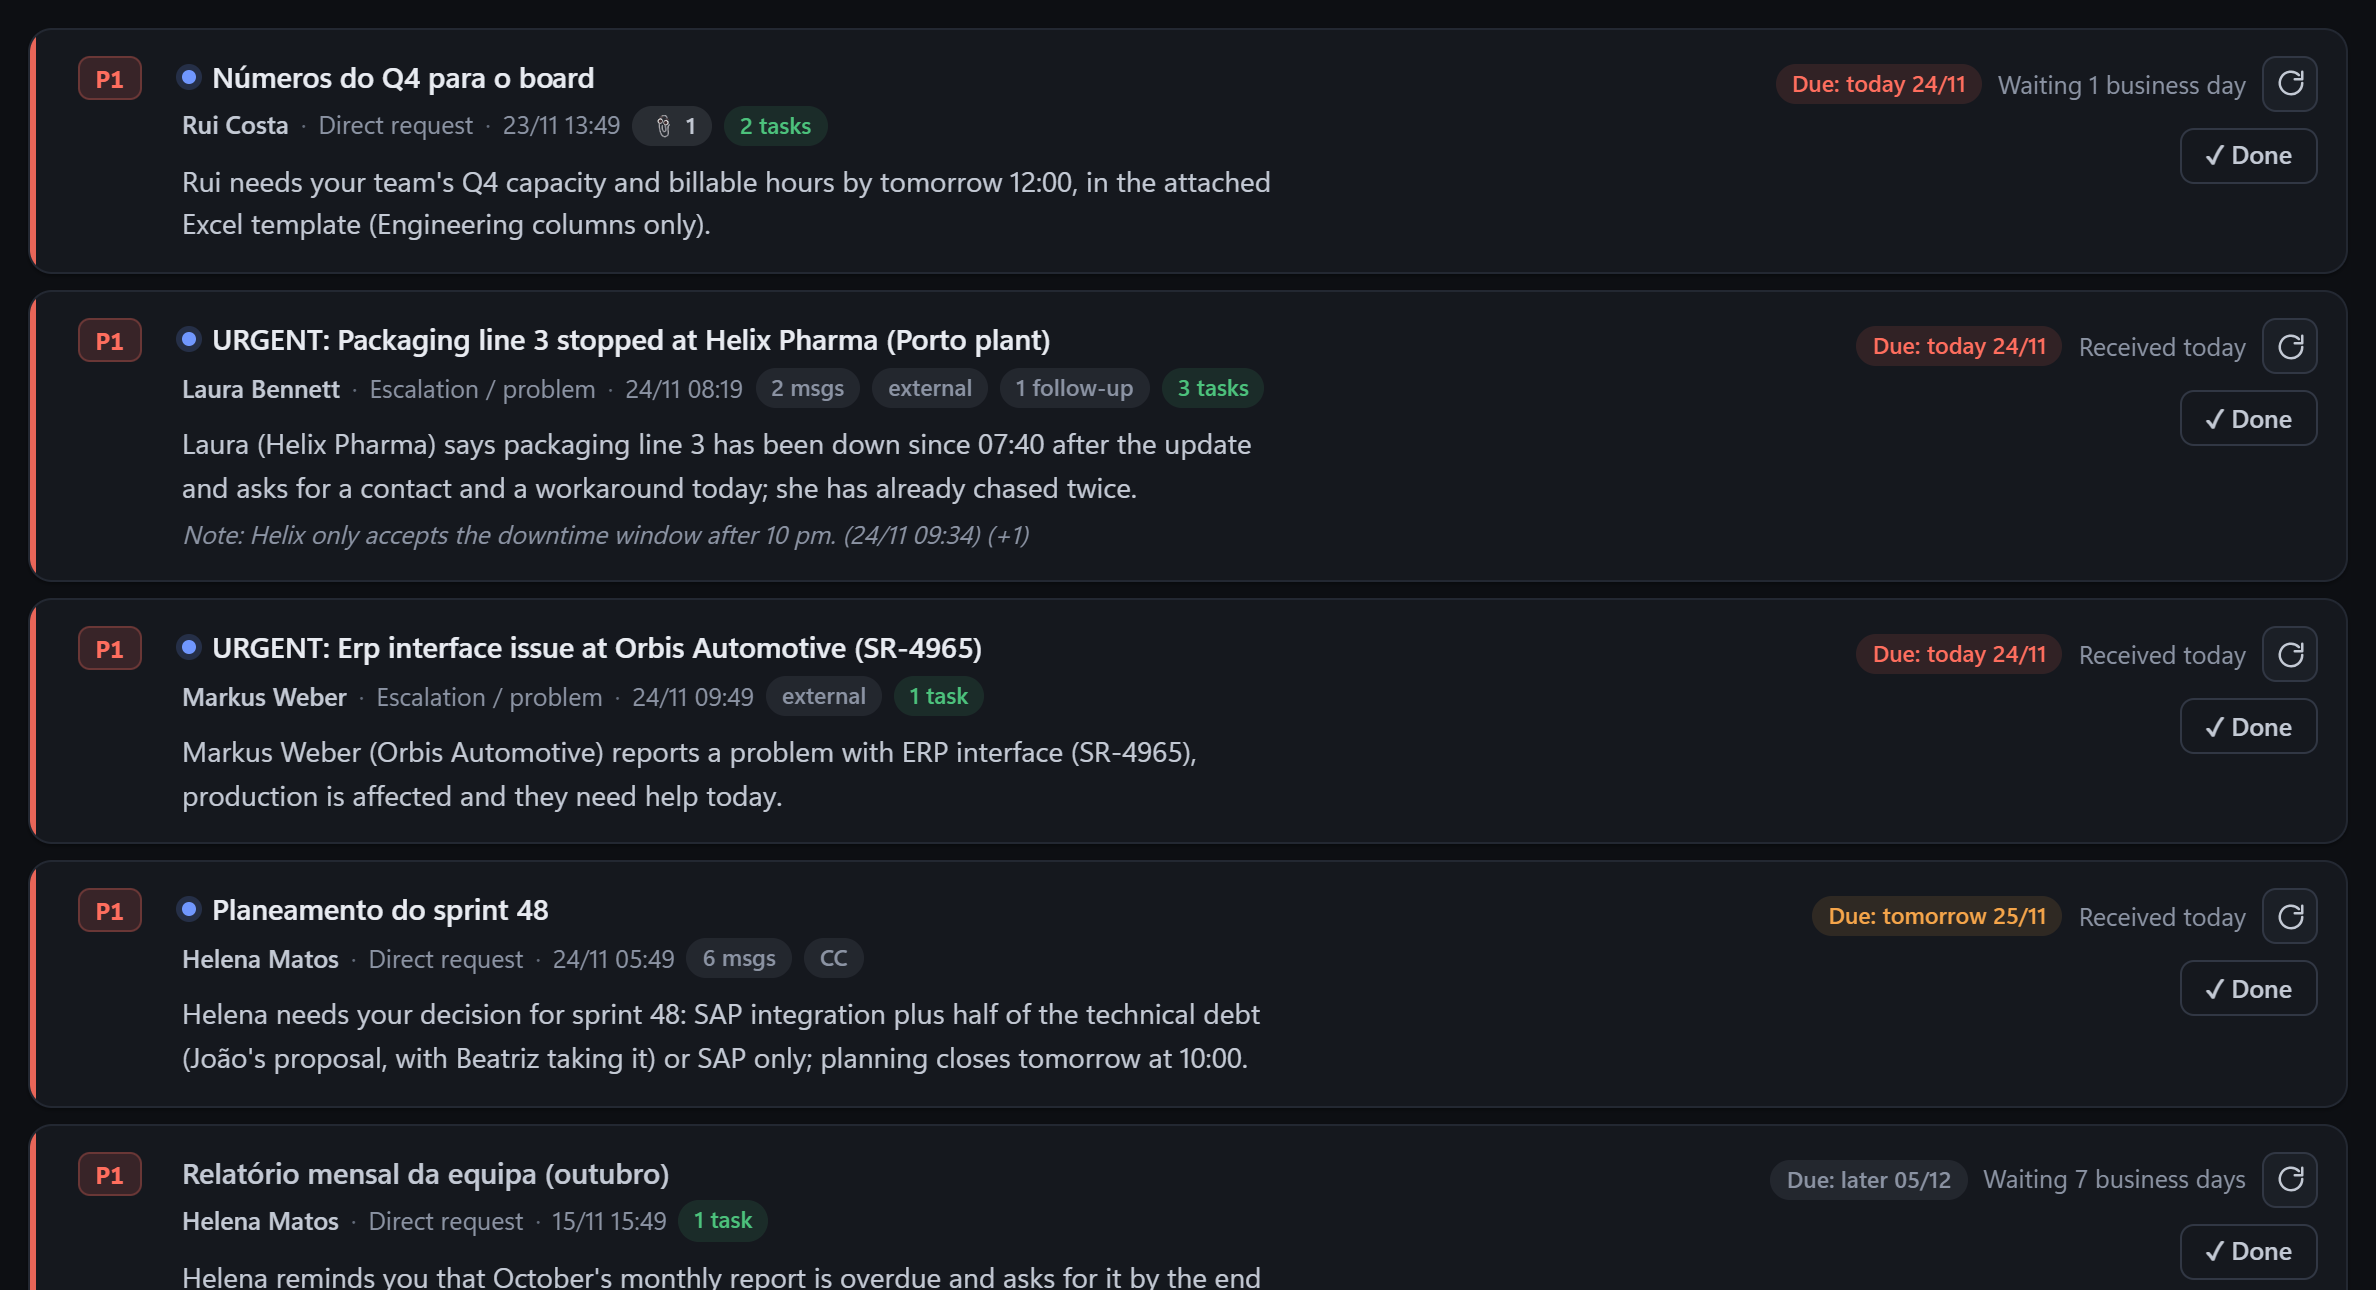 P1
Números do Q4 para o board
Due: today 24/11 Waiting 1 business day
Rui Costa · Direct request · 23/11 13:49 1 2 tasks
✓ Done
Rui needs your team's Q4 capacity and billable hours by tomorrow 12:00, in the attached
Excel template (Engineering columns only).
P1
URGENT: Packaging line 3 stopped at Helix Pharma (Porto plant)
Due: today 24/11 Received today
Laura Bennett · Escalation / problem · 24/11 08:19 2 msgs external 1 follow-up 3 tasks
✓ Done
Laura (Helix Pharma) says packaging line 3 has been down since 07:40 after the update
and asks for a contact and a workaround today; she has already chased twice.
Note: Helix only accepts the downtime window after 10 pm. (24/11 09:34) (+1)
P1
URGENT: Erp interface issue at Orbis Automotive (SR-4965)
Due: today 24/11 Received today
Markus Weber · Escalation / problem · 24/11 09:49 external 1 task
✓ Done
Markus Weber (Orbis Automotive) reports a problem with ERP interface (SR-4965),
production is affected and they need help today.
P1
Planeamento do sprint 48
Due: tomorrow 25/11 Received today
Helena Matos · Direct request · 24/11 05:49 6 msgs CC
✓ Done
Helena needs your decision for sprint 48: SAP integration plus half of the technical debt
(João's proposal, with Beatriz taking it) or SAP only; planning closes tomorrow at 10:00.
P1
Relatório mensal da equipa (outubro)
Due: later 05/12 Waiting 7 business days
Helena Matos · Direct request · 15/11 15:49 1 task
✓ Done
Helena reminds you that October's monthly report is overdue and asks for it by the end